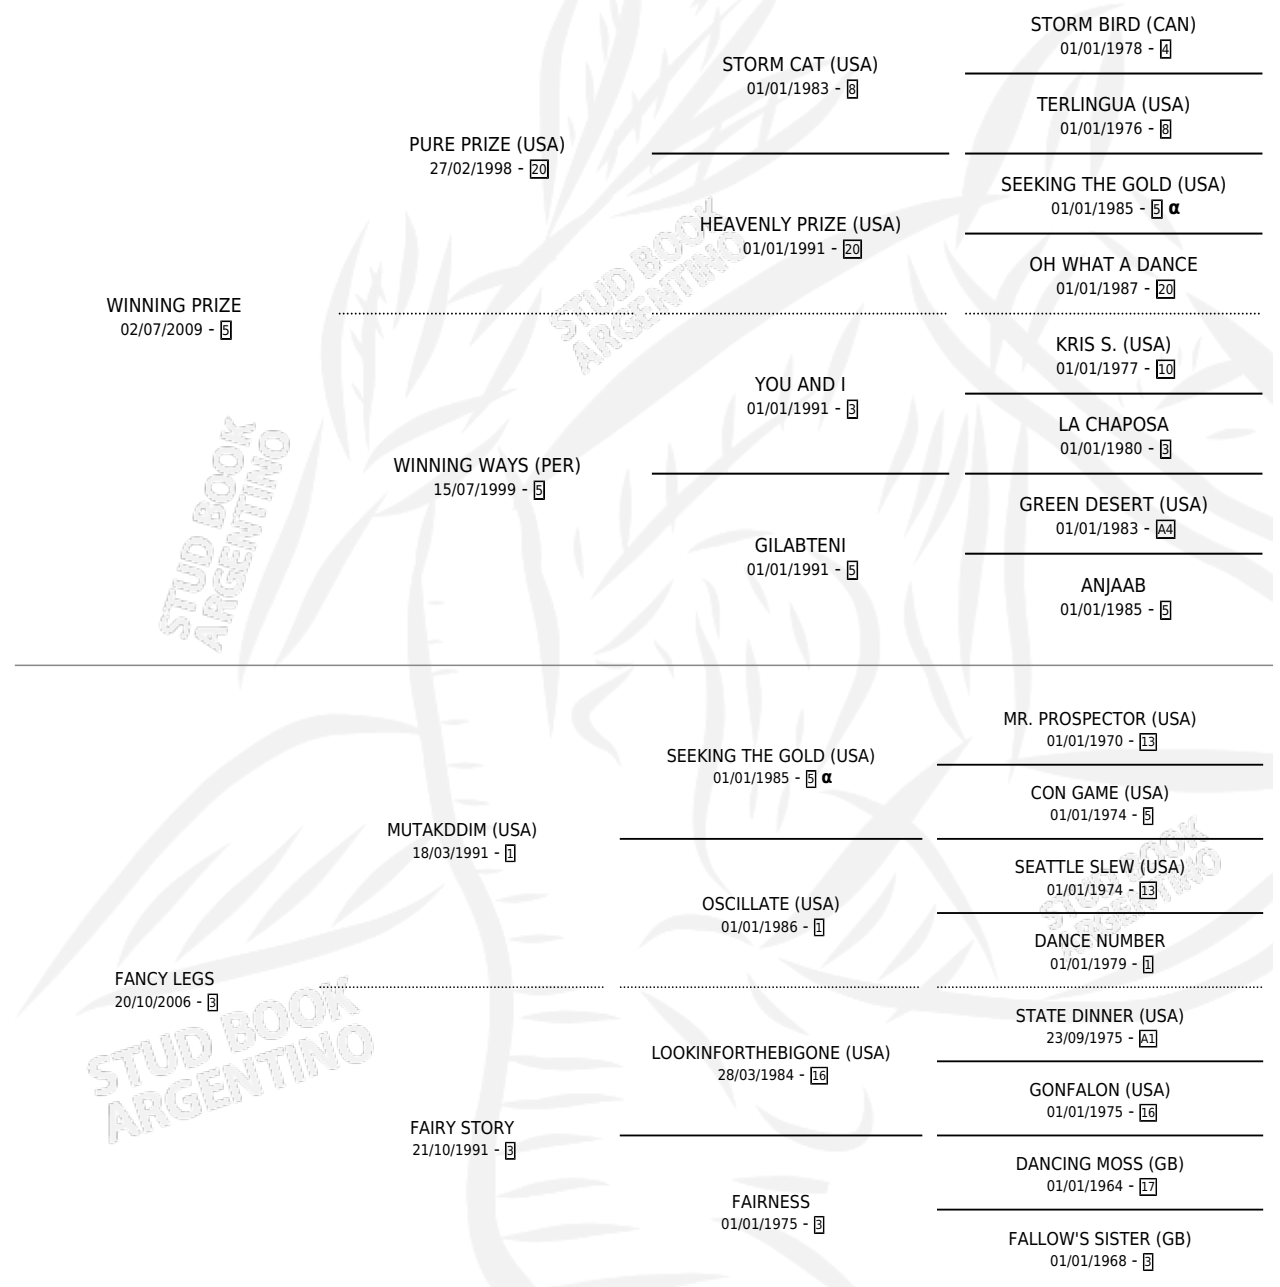 STORM BIRD (CAN)
01/01/1978 - 4
STORM CAT (USA)
01/01/1983 - 8
TERLINGUA (USA)
01/01/1976 - 8
PURE PRIZE (USA)
27/02/1998 - 20
SEEKING THE GOLD (USA)
01/01/1985 - 5 α
HEAVENLY PRIZE (USA)
01/01/1991 - 20
OH WHAT A DANCE
01/01/1987 - 20
WINNING PRIZE
02/07/2009 - 5
KRIS S. (USA)
01/01/1977 - 10
YOU AND I
01/01/1991 - 3
LA CHAPOSA
01/01/1980 - 3
WINNING WAYS (PER)
15/07/1999 - 5
GREEN DESERT (USA)
01/01/1983 - A4
GILABTENI
01/01/1991 - 5
ANJAAB
01/01/1985 - 5
MR. PROSPECTOR (USA)
01/01/1970 - 13
SEEKING THE GOLD (USA)
01/01/1985 - 5 α
CON GAME (USA)
01/01/1974 - 5
MUTAKDDIM (USA)
18/03/1991 - 1
SEATTLE SLEW (USA)
01/01/1974 - 13
OSCILLATE (USA)
01/01/1986 - 1
DANCE NUMBER
01/01/1979 - 1
FANCY LEGS
20/10/2006 - 3
STATE DINNER (USA)
23/09/1975 - A1
LOOKINFORTHEBIGONE (USA)
28/03/1984 - 16
GONFALON (USA)
01/01/1975 - 16
FAIRY STORY
21/10/1991 - 3
DANCING MOSS (GB)
01/01/1964 - 17
FAIRNESS
01/01/1975 - 3
FALLOW'S SISTER (GB)
01/01/1968 - 3
STUD BOOK
ARGENTINO
STUD BOOK
ARGENTINO
STUD BOOK
ARGENTINO
STUD BOOK
ARGENTINO